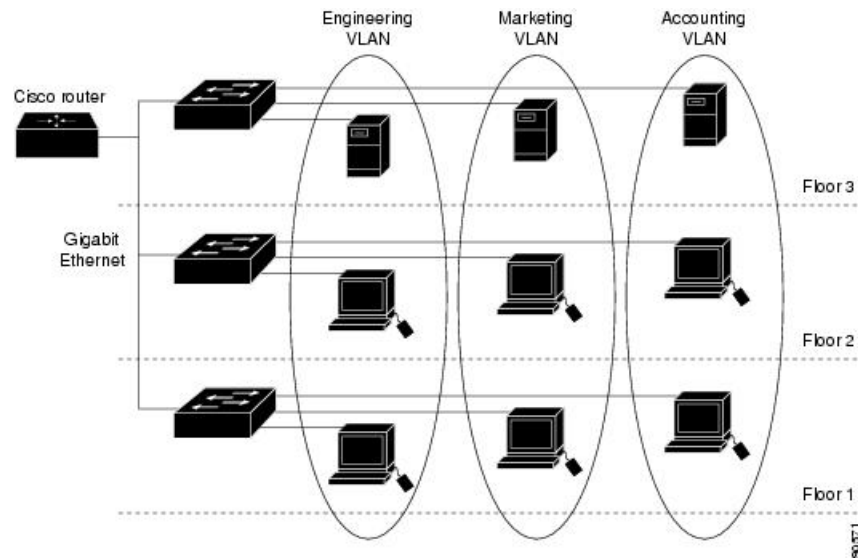 Engineering
VLAN
Marketing
VLAN
Accounting
VLAN
Cisco router
Floor 3
Gigabit
Ethernet
Floor 2
Floor 1